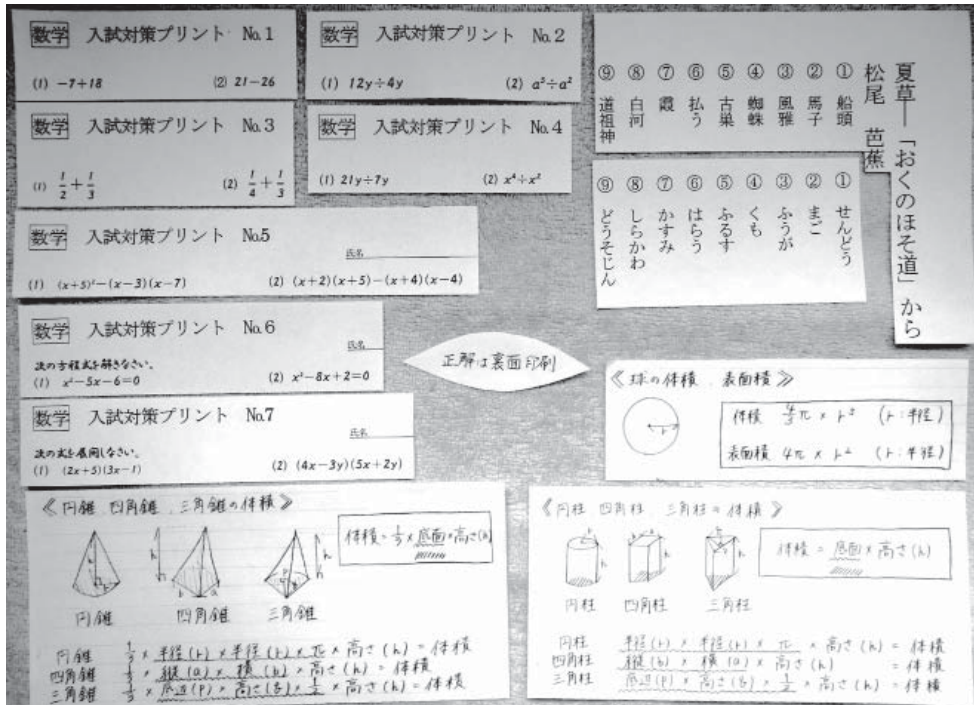 数学 入試対策プリント No.1
(1) -7+18 (2) 21-26
数学 入試対策プリント No.2
(1) 12y÷4y (2) a⁵÷a²
数学 入試対策プリント No.3
(1) 1/2+1/3 (2) 1/4+1/3
数学 入試対策プリント No.4
(1) 21y÷7y (2) x⁴÷x²
数学 入試対策プリント No.5
氏名
(1) (x+5)²-(x-3)(x-7) (2) (x+2)(x+5)-(x+4)(x-4)
数学 入試対策プリント No.6
氏名
次の方程式を解きなさい。
(1) x²-5x-6=0 (2) x²-8x+2=0
数学 入試対策プリント No.7
氏名
次の式を展開しなさい。
(1) (2x+5)(3x-1) (2) (4x-3y)(5x+2y)
夏草―「おくのほそ道」から
松尾 芭蕉
① 船頭
② 馬子
③ 風雅
④ 蜘蛛
⑤ 古巣
⑥ 払う
⑦ 霞
⑧ 白河
⑨ 道祖神
① せんどう
② まご
③ ふうが
④ くも
⑤ ふるす
⑥ はらう
⑦ かすみ
⑧ しらかわ
⑨ どうそじん
正解は裏面印刷
《球の体積、表面積》
r
体積 4/3π × r³ (r:半径)
表面積 4π × r² (r:半径)
《円錐、四角錐、三角錐の体積》
体積=1/3×底面×高さ(h)
円錐 四角錐 三角錐
円錐 1/3 × 半径(r) × 半径(r) × π × 高さ(h) = 体積
四角錐 1/3 × 縦(a) × 横(b) × 高さ(h) = 体積
三角錐 1/3 × 底辺(P) × 高さ(g) × 1/2 × 高さ(h) = 体積
《円柱、四角柱、三角柱の体積》
体積 = 底面 × 高さ(h)
円柱 四角柱 三角柱
円柱 半径(r) × 半径(r) × π × 高さ(h) = 体積
四角柱 縦(b) × 横(a) × 高さ(h) = 体積
三角柱 底辺(P) × 高さ(g) × 1/2 × 高さ(h) = 体積